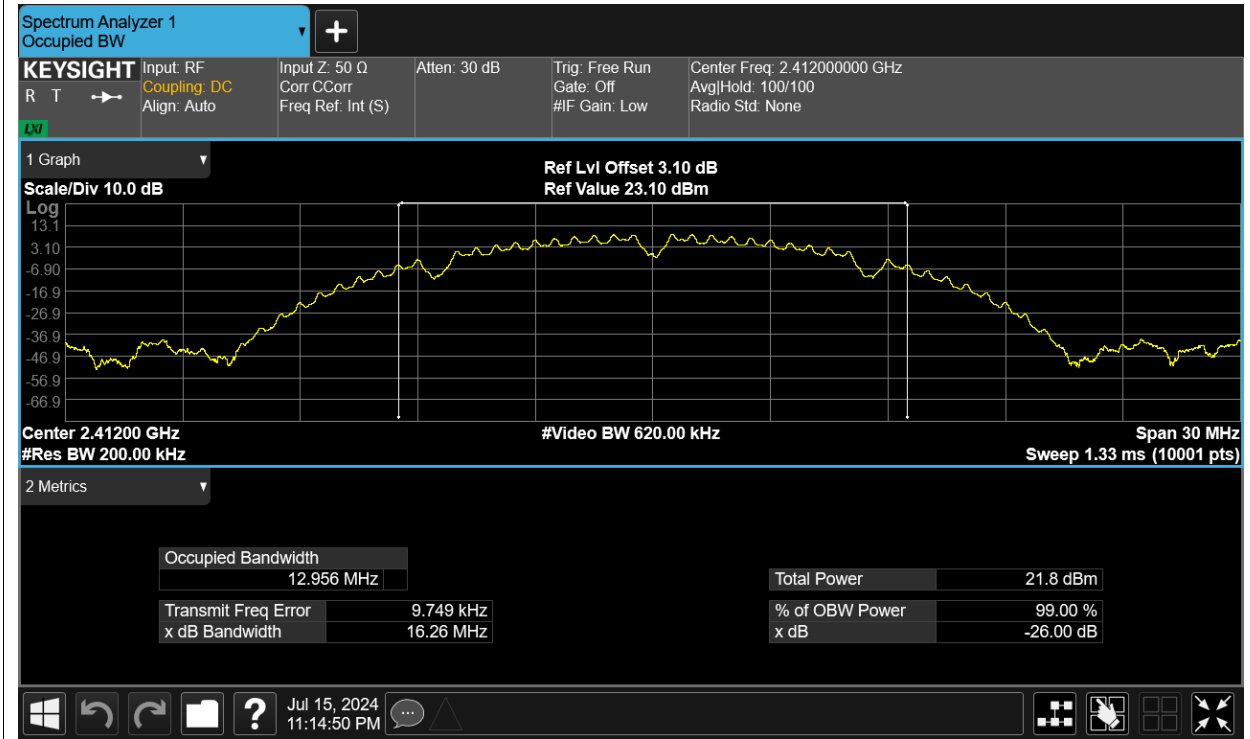 Spectrum Analyzer 1
Occupied BW
KEYSIGHT
R T
LXI
Input: RF
Coupling: DC
Align: Auto
Input Z: 50 Ω
Corr CCorr
Freq Ref: Int (S)
Atten: 30 dB
Trig: Free Run
Gate: Off
#IF Gain: Low
Center Freq: 2.412000000 GHz
Avg|Hold: 100/100
Radio Std: None
1 Graph
Scale/Div 10.0 dB
Ref Lvl Offset 3.10 dB
Ref Value 23.10 dBm
Log
13.1
3.10
-6.90
-16.9
-26.9
-36.9
-46.9
-56.9
-66.9
Center 2.41200 GHz
#Video BW 620.00 kHz
Span 30 MHz
#Res BW 200.00 kHz
Sweep 1.33 ms (10001 pts)
2 Metrics
Occupied Bandwidth
12.956 MHz
Total Power 21.8 dBm
Transmit Freq Error 9.749 kHz
% of OBW Power 99.00 %
x dB Bandwidth 16.26 MHz
x dB -26.00 dB
?
Jul 15, 2024
11:14:50 PM